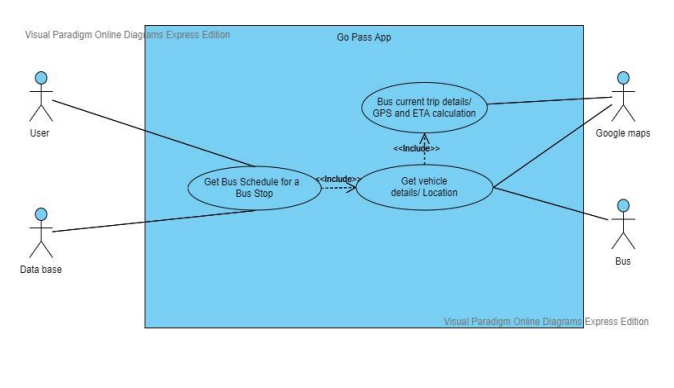 Visual Paradigm Online Diagrams Express Edition
Go Pass App
User
Bus current trip details/
GPS and ETA calculation
Google maps
<<Include>>
Get Bus Schedule for a
Bus Stop
<<Include>>
Get vehicle
details/ Location
Data base
Bus
Visual Paradigm Online Diagrams Express Edition